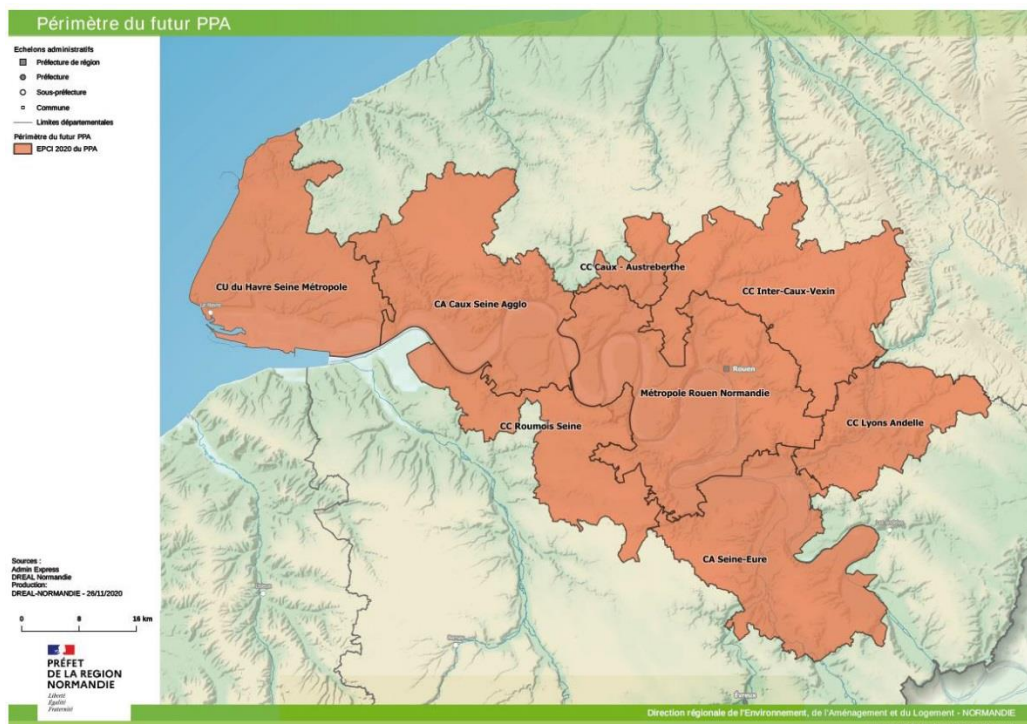 Périmètre du futur PPA
Echelons administratifs
Préfecture de région
Préfecture
Sous-préfecture
Commune
Limites départementales
Périmètre du futur PPA
EPCI 2020 du PPA
CU du Havre Seine Métropole
Le Havre
CA Caux Seine Agglo
CC Caux - Austreberthe
CC Inter-Caux-Vexin
Rouen
Métropole Rouen Normandie
CC Roumois Seine
CC Lyons Andelle
CA Seine-Eure
Évreux
Sources :
Admin Express
DREAL Normandie
Production:
DREAL-NORMANDIE - 26/11/2020
0 8 16 km
PRÉFET
DE LA REGION
NORMANDIE
Liberté
Égalité
Fraternité
Direction régionale de l'Environnement, de l'Aménagement et du Logement - NORMANDIE